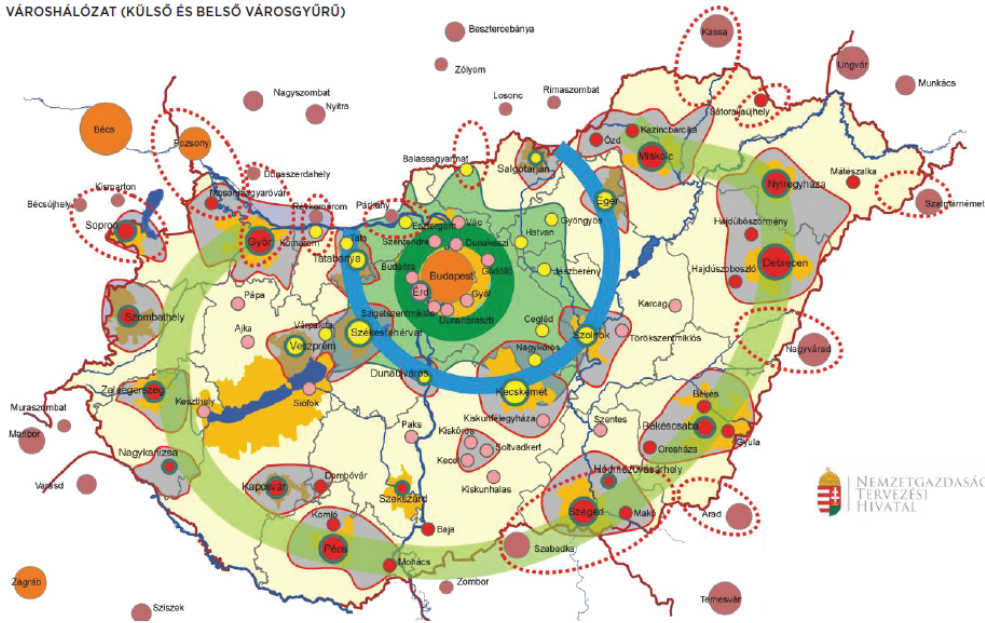 VÁROSHÁLÓZAT (KÜLSŐ ÉS BELSŐ VÁROSGYŰRŰ)
Besztercebánya
Kassa
Zólyom
Ungvár
Munkács
Nagyszombat
Nyitra
Losonc
Rimaszombat
Sátoraljaújhely
Bécs
Pozsony
Kazincbarcika
Ózd
Miskolc
Balassagyarmat
Salgótarján
Dunaszerdahely
Mosonmagyaróvár
Kismarton
Bécsújhely
Nyíregyháza
Mátészalka
Szatmárnémeti
Révkomárom
Párkány
Eger
Sopron
Győr
Komárom
Esztergom
Vác
Gyöngyös
Hatvan
Hajdúböszörmény
Tata
Tatabánya
Szentendre
Dunakeszi
Gödöllő
Jászberény
Debrecen
Hajdúszoboszló
Budaörs
Budapest
Érd
Gyál
Pápa
Szigetszentmiklós
Dunaharaszti
Karcag
Szombathely
Ajka
Várpalota
Veszprém
Székesfehérvár
Cegléd
Szolnok
Törökszentmiklós
Nagykőrös
Nagyvárad
Dunaújváros
Zalaegerszeg
Keszthely
Siófok
Kecskemét
Békés
Muraszombat
Maribor
Paks
Kiskunfélegyháza
Kiskőrös
Szentes
Békéscsaba
Gyula
Nagykanizsa
Soltvadkert
Kecel
Orosháza
Varasd
Kaposvár
Dombóvár
Szekszárd
Kiskunhalas
Hódmezővásárhely
Komló
Szeged
Makó
Arad
NEMZETGAZDASÁG
TERVEZÉSI
HIVATAL
Pécs
Baja
Mohács
Szabadka
Zágráb
Zombor
Sziszek
Temesvár